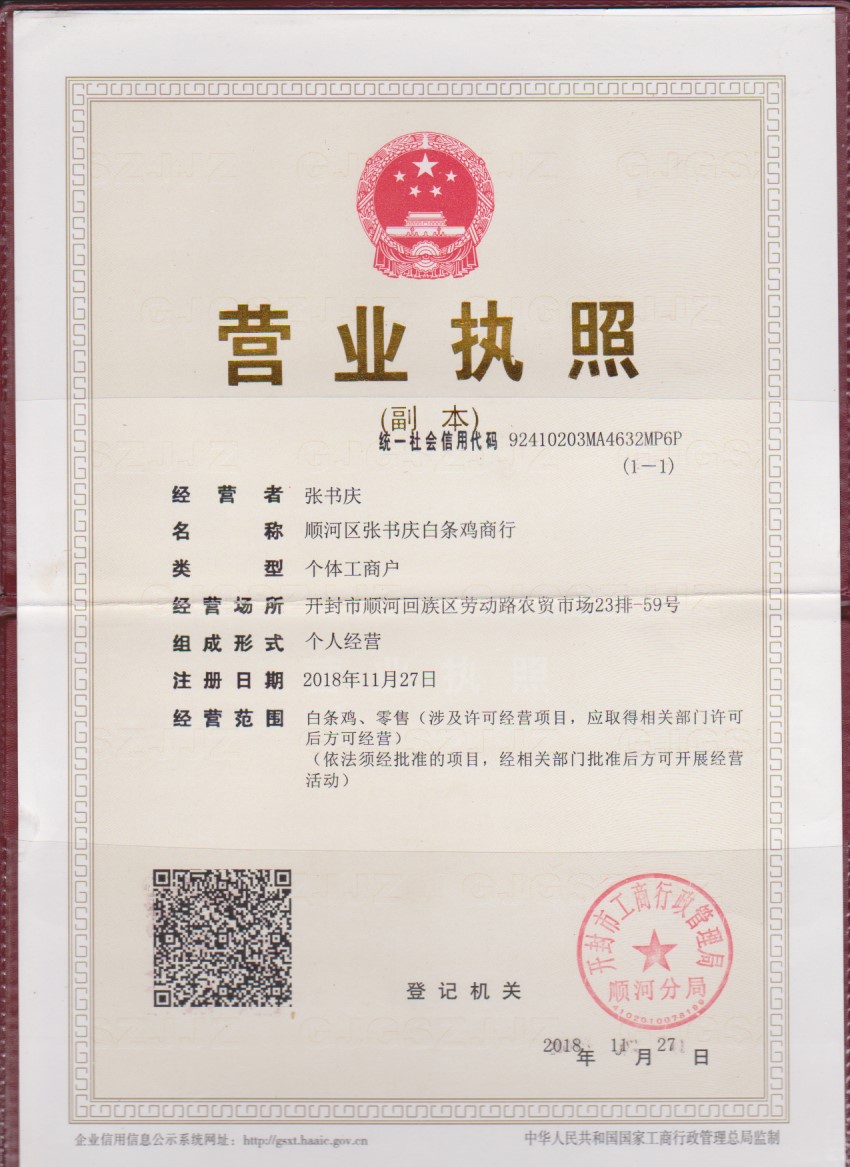 营业执照
(副 本)
统一社会信用代码 92410203MA4632MP6P
(1-1)
经营者 张书庆
名称 顺河区张书庆白条鸡商行
类型 个体工商户
经营场所 开封市顺河回族区劳动路农贸市场23排-59号
组成形式 个人经营
注册日期 2018年11月27日
经营范围 白条鸡、零售（涉及许可经营项目，应取得相关部门许可
后方可经营）
（依法须经批准的项目，经相关部门批准后方可开展经营
活动）
开封市工商行政管理局
顺河分局
登记机关
2018年 11月 27日
企业信用信息公示系统网址：http://gsxt.haaic.gov.cn
中华人民共和国国家工商行政管理总局监制